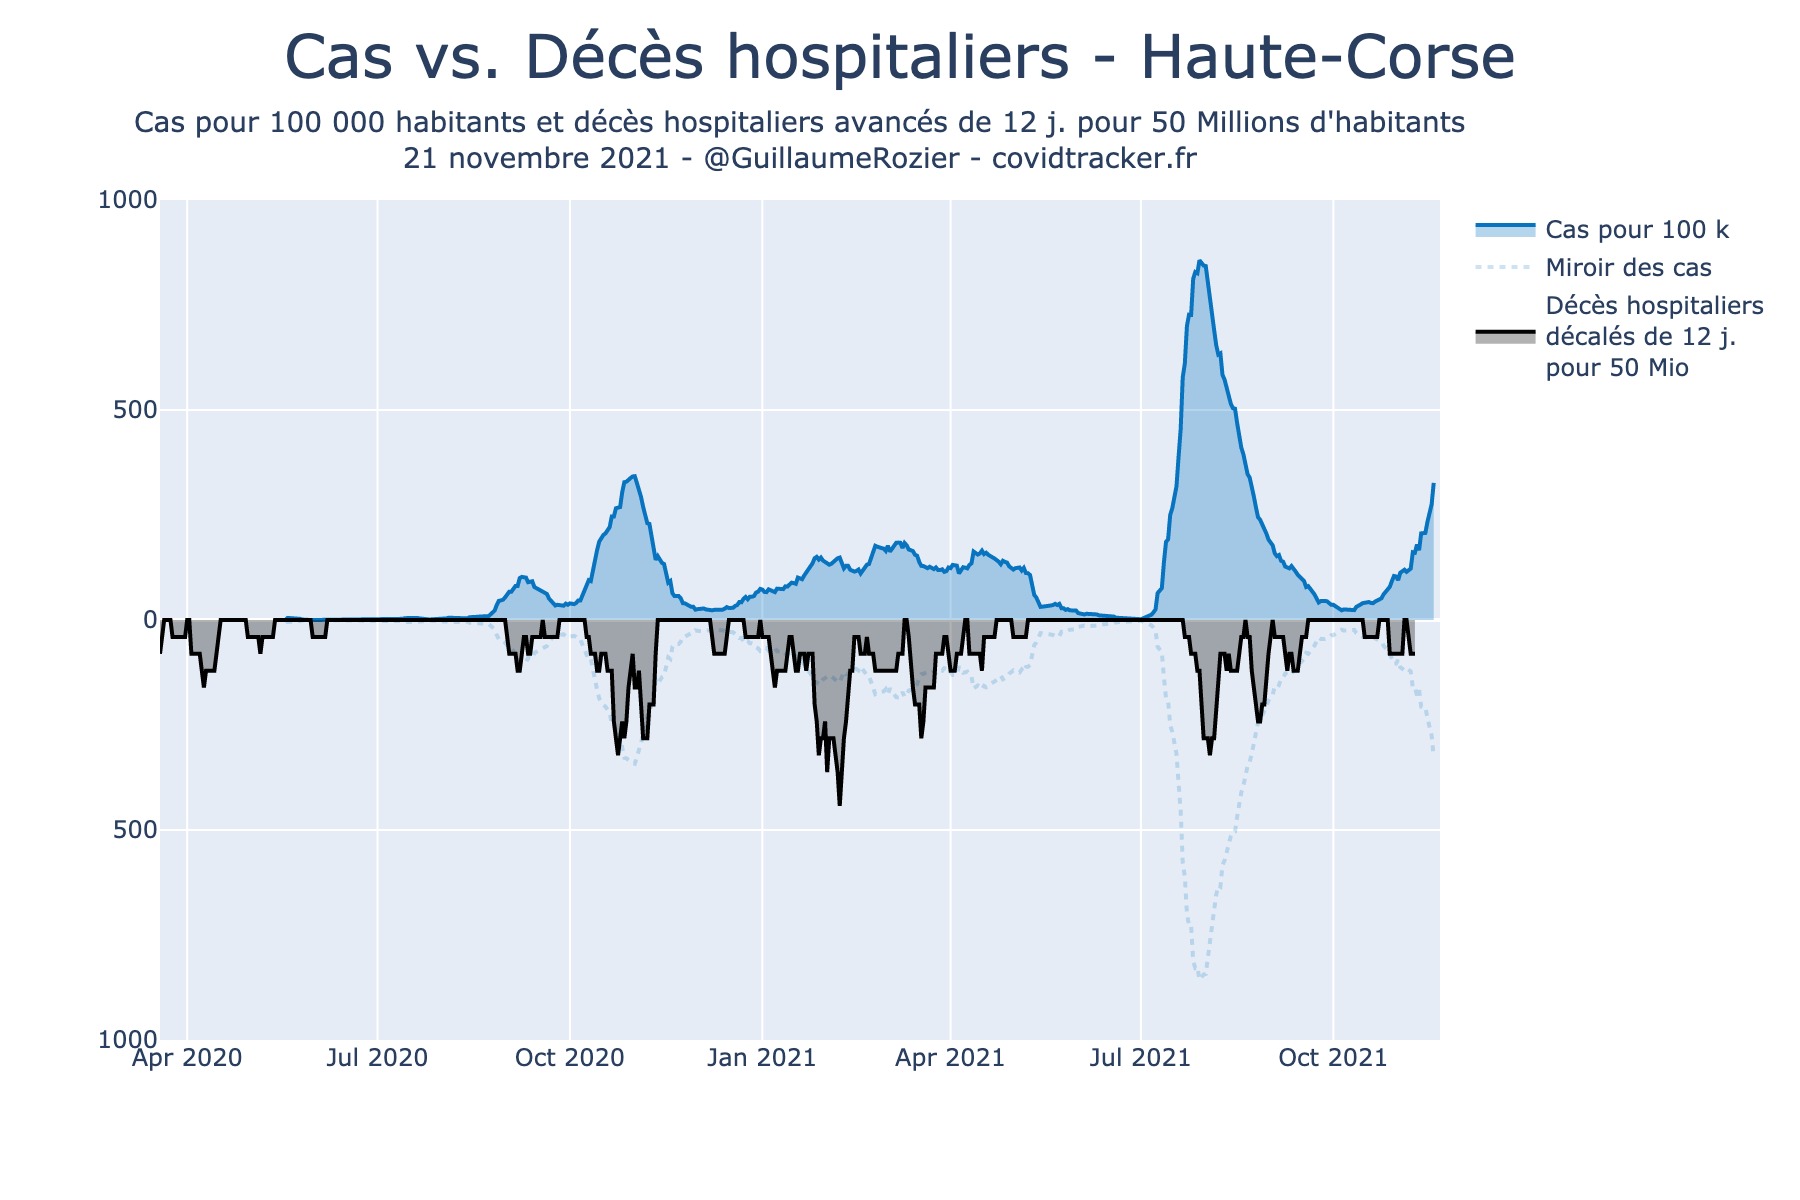 Cas vs. Décès hospitaliers - Haute-Corse
Cas pour 100 000 habitants et décès hospitaliers avancés de 12 j. pour 50 Millions d'habitants
21 novembre 2021 - @GuillaumeRozier - covidtracker.fr
1000
500
0
500
1000
Apr 2020
Jul 2020
Oct 2020
Jan 2021
Apr 2021
Jul 2021
Oct 2021
Cas pour 100 k
Miroir des cas
Décès hospitaliers
décalés de 12 j.
pour 50 Mio